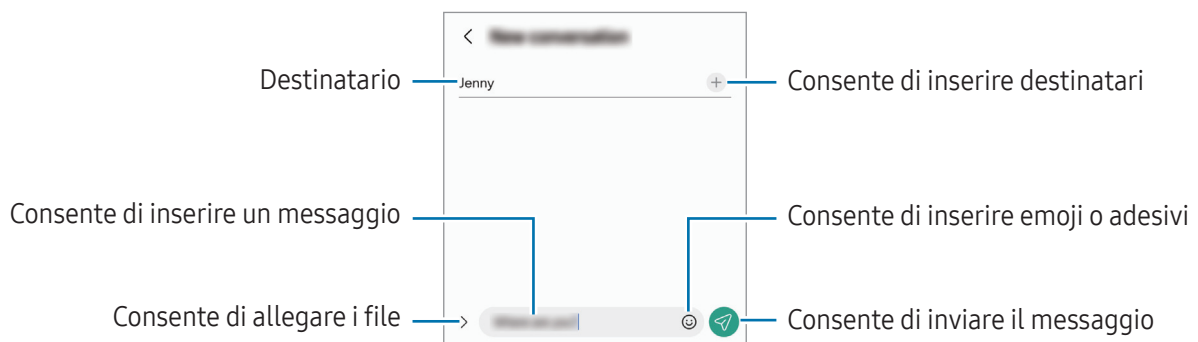 Destinatario
Jenny
Consente di inserire destinatari
Consente di inserire un messaggio
Consente di inserire emoji o adesivi
Consente di allegare i file
Consente di inviare il messaggio